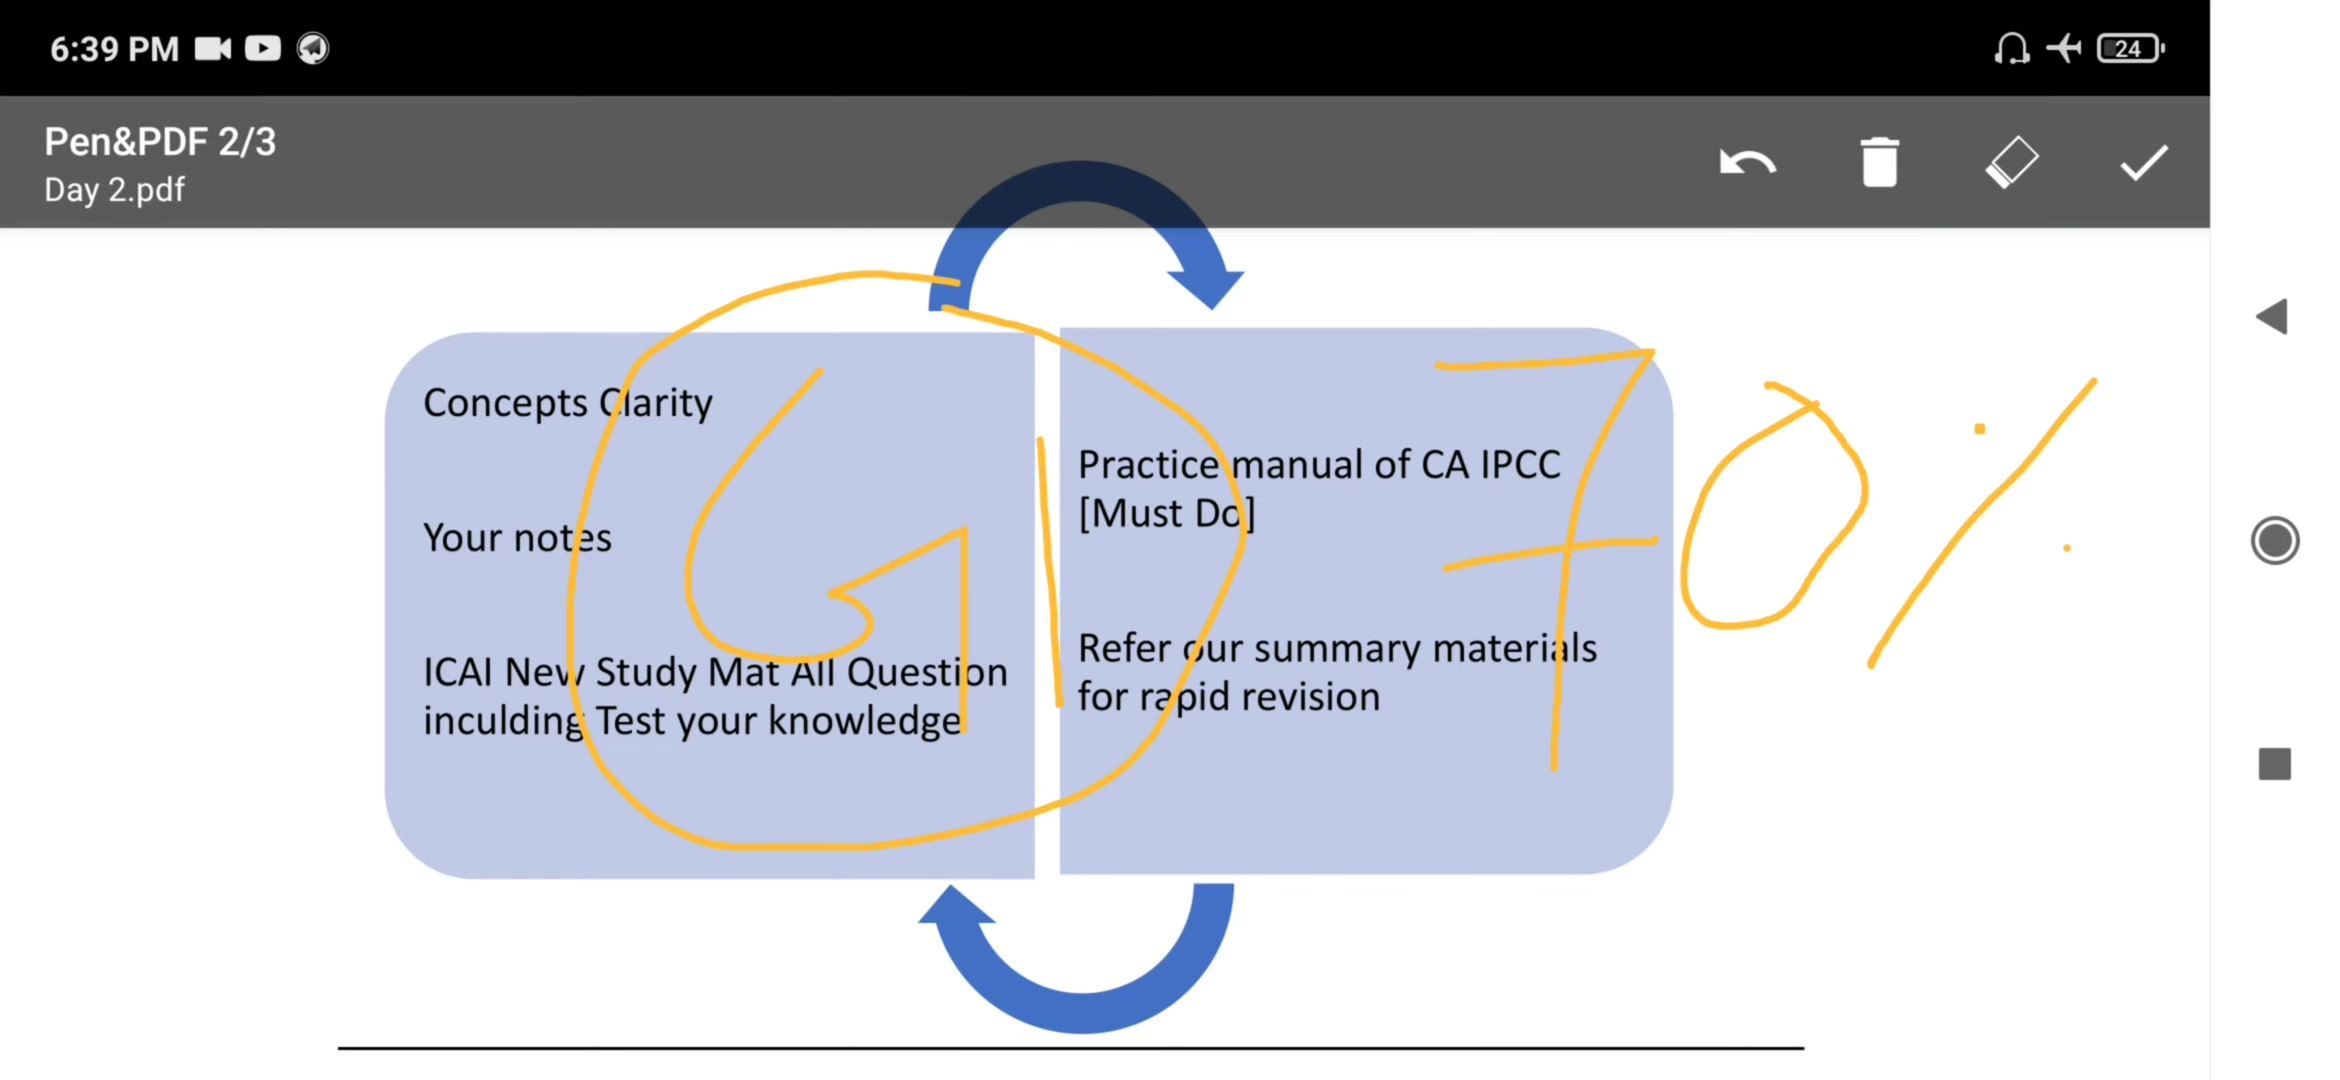 6:39 PM
24
Pen&PDF 2/3
Day 2.pdf
Concepts Clarity
Your notes
ICAI New Study Mat All Question
inculding Test your knowledge
Practice manual of CA IPCC
[Must Do]
Refer our summary materials
for rapid revision
G1
70%